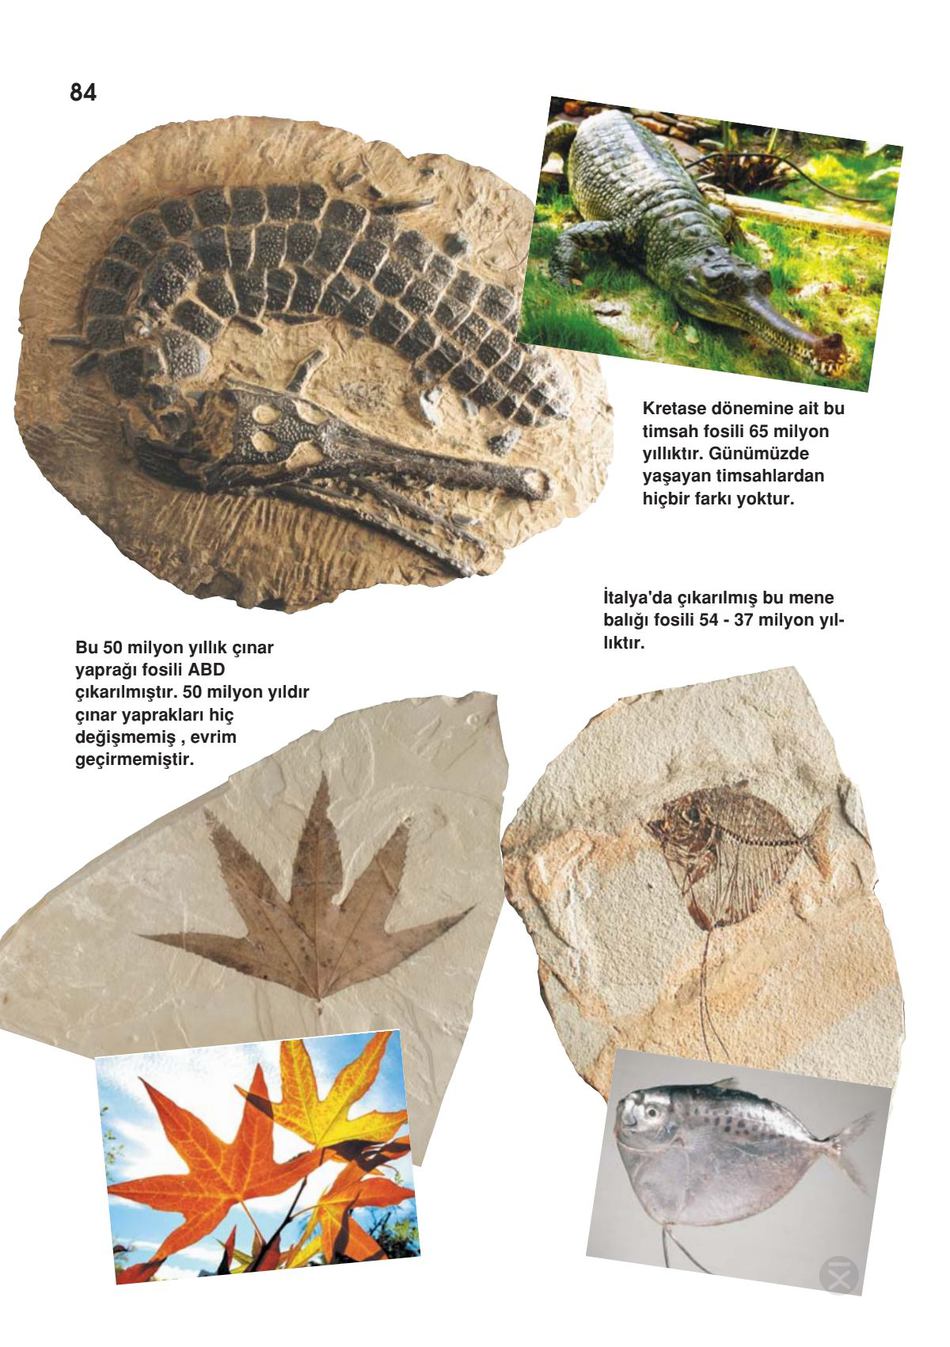 84
Kretase dönemine ait bu
timsah fosili 65 milyon
yıllıktır. Günümüzde
yaşayan timsahlardan
hiçbir farkı yoktur.
İtalya'da çıkarılmış bu mene
balığı fosili 54 - 37 milyon yıl-
lıktır.
Bu 50 milyon yıllık çınar
yaprağı fosili ABD
çıkarılmıştır. 50 milyon yıldır
çınar yaprakları hiç
değişmemiş , evrim
geçirmemiştir.